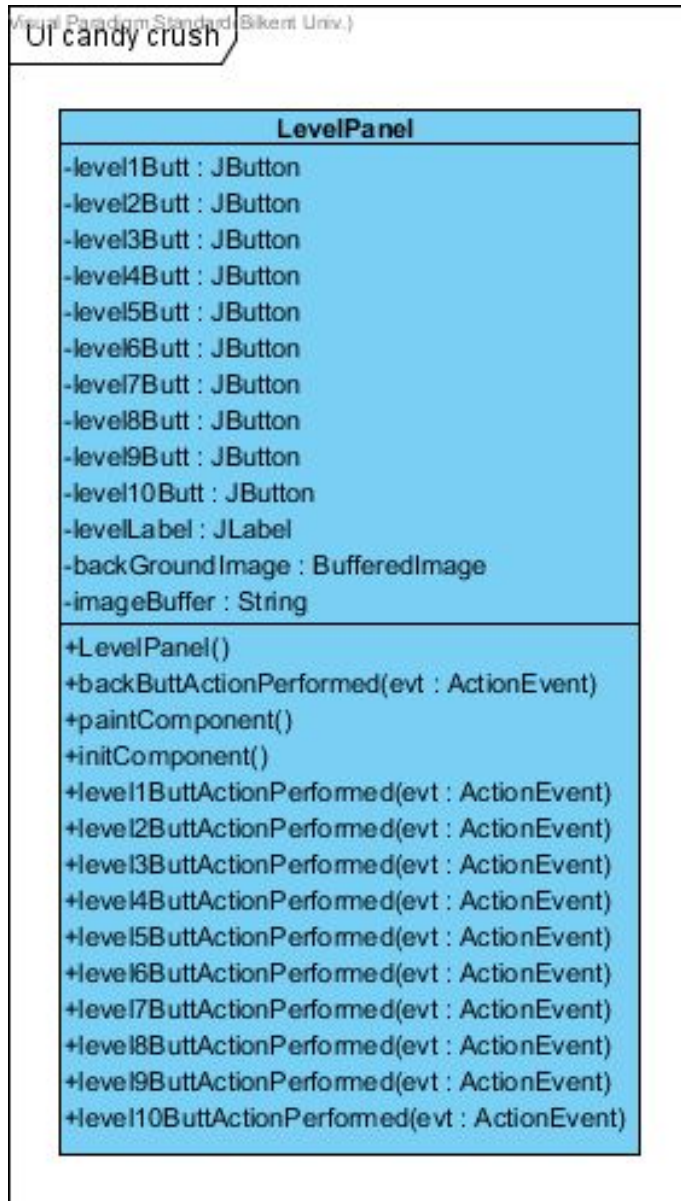 Visual Paradigm Standard(Bilkent Univ.)
UI candy crush
LevelPanel
-level1Butt : JButton
-level2Butt : JButton
-level3Butt : JButton
-level4Butt : JButton
-level5Butt : JButton
-level6Butt : JButton
-level7Butt : JButton
-level8Butt : JButton
-level9Butt : JButton
-level10Butt : JButton
-levelLabel : JLabel
-backGroundImage : BufferedImage
-imageBuffer : String
+LevelPanel()
+backButtActionPerformed(evt : ActionEvent)
+paintComponent()
+initComponent()
+level1ButtActionPerformed(evt : ActionEvent)
+level2ButtActionPerformed(evt : ActionEvent)
+level3ButtActionPerformed(evt : ActionEvent)
+level4ButtActionPerformed(evt : ActionEvent)
+level5ButtActionPerformed(evt : ActionEvent)
+level6ButtActionPerformed(evt : ActionEvent)
+level7ButtActionPerformed(evt : ActionEvent)
+level8ButtActionPerformed(evt : ActionEvent)
+level9ButtActionPerformed(evt : ActionEvent)
+level10ButtActionPerformed(evt : ActionEvent)